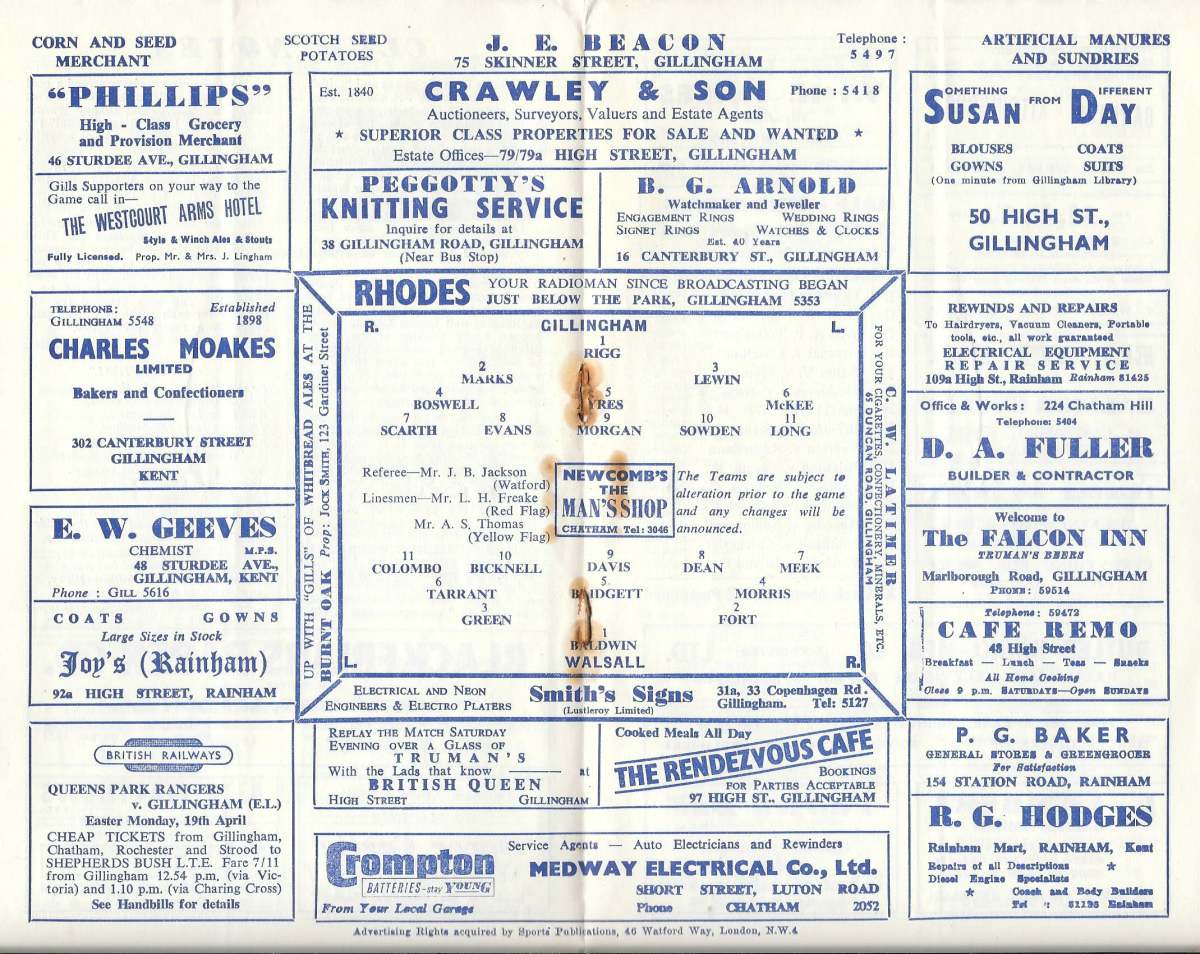 CORN AND SEED
MERCHANT
SCOTCH SEED
POTATOES
J. E. BEACON
75 SKINNER STREET, GILLINGHAM
Telephone :
5497
ARTIFICIAL MANURES
AND SUNDRIES
"PHILLIPS"
High - Class Grocery
and Provision Merchant
46 STURDEE AVE., GILLINGHAM
Gills Supporters on your way to the
Game call in—
THE WESTCOURT ARMS HOTEL
Style & Winch Ales & Stouts
Fully Licensed. Prop. Mr. & Mrs. J. Lingham
Est. 1840
CRAWLEY & SON
Phone : 5418
Auctioneers, Surveyors, Valuers and Estate Agents
★ SUPERIOR CLASS PROPERTIES FOR SALE AND WANTED ★
Estate Offices—79/79a HIGH STREET, GILLINGHAM
PEGGOTTY'S
KNITTING SERVICE
Inquire for details at
38 GILLINGHAM ROAD, GILLINGHAM
(Near Bus Stop)
B. G. ARNOLD
Watchmaker and Jeweller
ENGAGEMENT RINGS WEDDING RINGS
SIGNET RINGS WATCHES & CLOCKS
Est. 40 Years
16 CANTERBURY ST., GILLINGHAM
SOMETHING DIFFERENT
SUSAN FROM DAY
BLOUSES COATS
GOWNS SUITS
(One minute from Gillingham Library)
50 HIGH ST.,
GILLINGHAM
TELEPHONE: Established
GILLINGHAM 5548 1898
CHARLES MOAKES
LIMITED
Bakers and Confectioners
302 CANTERBURY STREET
GILLINGHAM
KENT
E. W. GEEVES
CHEMIST M.P.S.
48 STURDEE AVE.,
GILLINGHAM, KENT
Phone : GILL 5616
COATS GOWNS
Large Sizes in Stock
Joy's (Rainham)
92a HIGH STREET, RAINHAM
RHODES YOUR RADIOMAN SINCE BROADCASTING BEGAN
JUST BELOW THE PARK, GILLINGHAM 5353
UP WITH "GILLS" OF WHITBREAD ALES AT THE
BURNT OAK Prop: JOCK SMITH, 123 Gardiner Street
R. GILLINGHAM L.
1
RIGG
2 3
MARKS LEWIN
4 5 6
BOSWELL AYRES McKEE
7 8 9 10 11
SCARTH EVANS MORGAN SOWDEN LONG
Referee—Mr. J. B. Jackson
(Watford)
Linesmen—Mr. L. H. Freake
(Red Flag)
Mr. A. S. Thomas
(Yellow Flag)
NEWCOMB'S
THE
MAN'S SHOP
CHATHAM Tel: 3046
The Teams are subject to
alteration prior to the game
and any changes will be
announced.
11 10 9 8 7
COLOMBO BICKNELL DAVIS DEAN MEEK
6 5 4
TARRANT BRIDGETT MORRIS
3 2
GREEN FORT
1
BALDWIN
L. WALSALL R.
C. W. LATIMER
FOR YOUR CIGARETTES, CONFECTIONERY, MINERALS, ETC.
65 DUNCAN ROAD, GILLINGHAM
ELECTRICAL AND NEON
ENGINEERS & ELECTRO PLATERS
Smith's Signs
(Lustleroy Limited)
31a, 33 Copenhagen Rd.
Gillingham. Tel: 5127
REWINDS AND REPAIRS
To Hairdryers, Vacuum Cleaners, Portable
tools, etc., all work guaranteed
ELECTRICAL EQUIPMENT
REPAIR SERVICE
109a High St., Rainham Rainham 81425
Office & Works: 224 Chatham Hill
Telephone: 5404
D. A. FULLER
BUILDER & CONTRACTOR
Welcome to
The FALCON INN
TRUMAN'S BEERS
Marlborough Road, GILLINGHAM
PHONE: 59514
Telephone: 59472
CAFE REMO
48 High Street
Breakfast — Lunch — Teas — Snacks
All Home Cooking
Close 9 p.m. SATURDAYS—Open SUNDAYS
BRITISH RAILWAYS
QUEENS PARK RANGERS
v. GILLINGHAM (E.L.)
Easter Monday, 19th April
CHEAP TICKETS from Gillingham,
Chatham, Rochester and Strood to
SHEPHERDS BUSH L.T.E. Fare 7/11
from Gillingham 12.54 p.m. (via Vic-
toria) and 1.10 p.m. (via Charing Cross)
See Handbills for details
REPLAY THE MATCH SATURDAY
EVENING OVER A GLASS OF
TRUMAN'S
With the Lads that know ——— at
BRITISH QUEEN
HIGH STREET GILLINGHAM
Cooked Meals All Day
THE RENDEZVOUS CAFE
BOOKINGS
FOR PARTIES ACCEPTABLE
97 HIGH ST., GILLINGHAM
P. G. BAKER
GENERAL STORES & GREENGROCER
For Satisfaction
154 STATION ROAD, RAINHAM
R. G. HODGES
Rainham Mart, RAINHAM, Kent
Repairs of all Descriptions ★
Diesel Engine Specialists
★ Coach and Body Builders
Tel : 81195 Rainham
Crompton
BATTERIES-stay YOUNG
From Your Local Garage
Service Agents — Auto Electricians and Rewinders
MEDWAY ELECTRICAL Co., Ltd.
SHORT STREET, LUTON ROAD
Phone CHATHAM 2052
Advertising Rights acquired by Sports Publications, 46 Watford Way, London, N.W.4